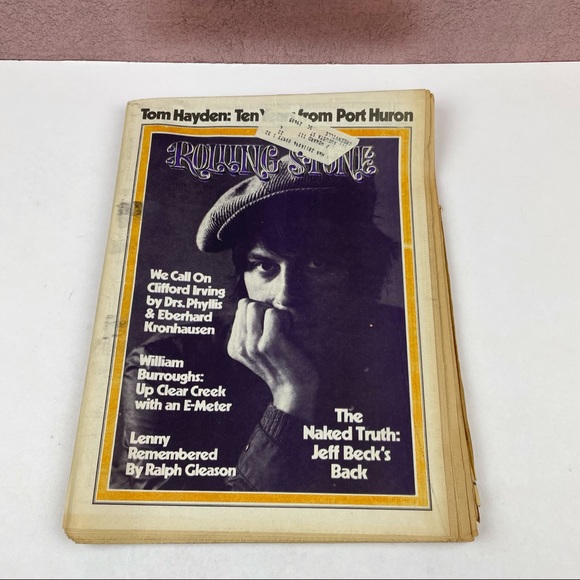 Tom Hayden: Ten from Port Huron
ROLLING STONE
We Call On
Clifford Irving
by Drs. Phyllis
& Eberhard
Kronhausen
William
Burroughs:
Up Clear Creek
with an E-Meter
Lenny
Remembered
By Ralph Gleason
The
Naked Truth:
Jeff Beck's
Back